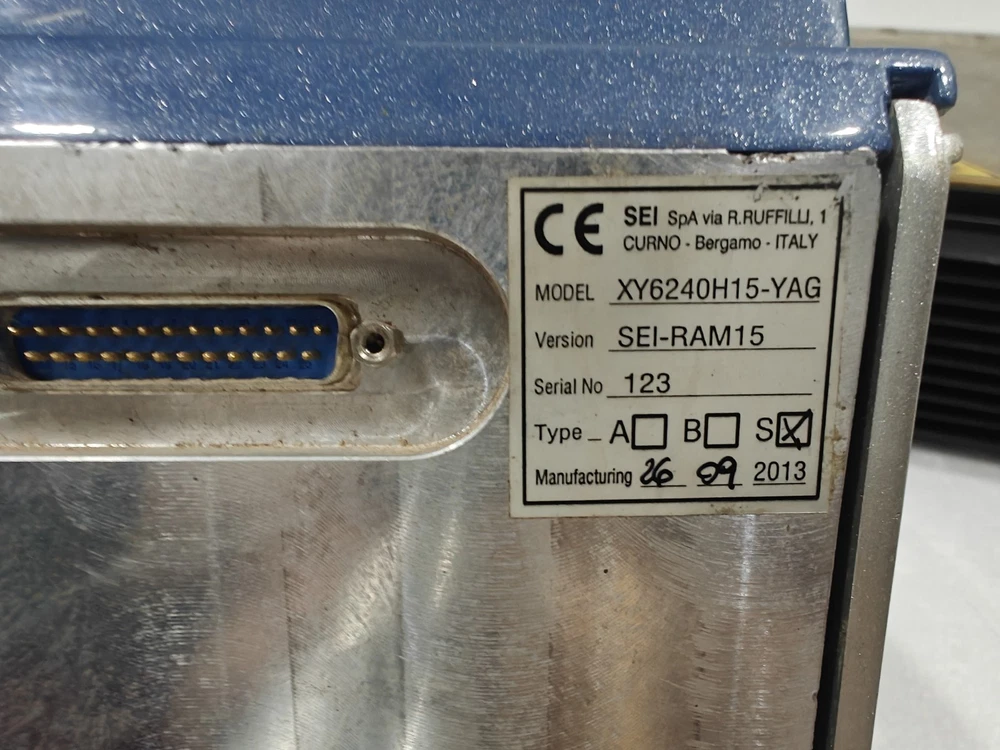 CE SEI SpA via R.RUFFILLI, 1
CURNO - Bergamo - ITALY
MODEL XY6240H15-YAG
Version SEI-RAM15
Serial No 123
Type A B S X
Manufacturing 26 09 2013